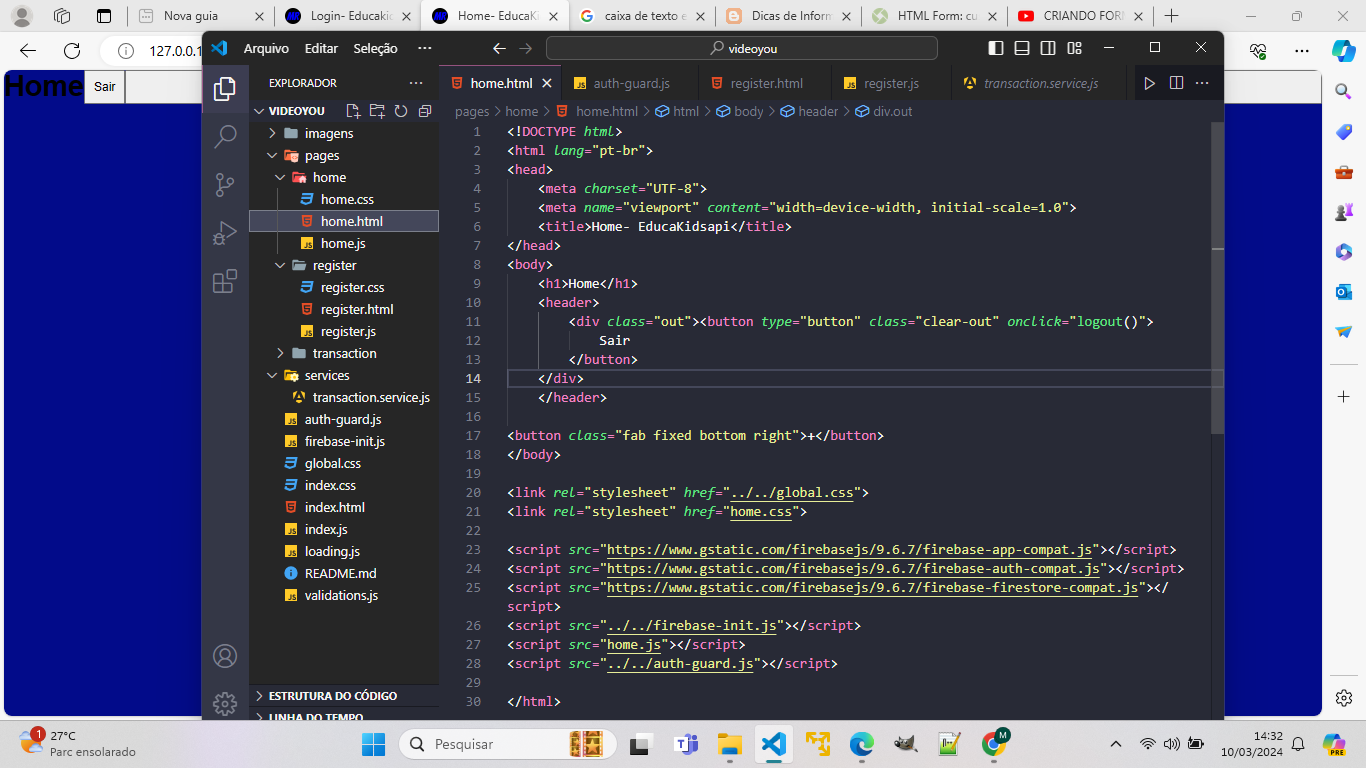 Nova guia
Login- Educakid
Home- EducaKi
caixa de texto e
Dicas de Inform
HTML Form: cu
CRIANDO FORM
127.0.0.1
Arquivo Editar Seleção ···
videoyou
Home
Sair
EXPLORADOR
VIDEOYOU
imagens
pages
home
home.css
home.html
home.js
register
register.css
register.html
register.js
transaction
services
transaction.service.js
auth-guard.js
firebase-init.js
global.css
index.css
index.html
index.js
loading.js
README.md
validations.js
ESTRUTURA DO CÓDIGO
LINHA DO TEMPO
home.html auth-guard.js register.html register.js transaction.service.js
pages > home > home.html > html > body > header > div.out
1 <!DOCTYPE html>
2 <html lang="pt-br">
3 <head>
4 <meta charset="UTF-8">
5 <meta name="viewport" content="width=device-width, initial-scale=1.0">
6 <title>Home- EducaKidsapi</title>
7 </head>
8 <body>
9 <h1>Home</h1>
10 <header>
11 <div class="out"><button type="button" class="clear-out" onclick="logout()">
12 Sair
13 </button>
14 </div>
15 </header>
16
17 <button class="fab fixed bottom right">+</button>
18 </body>
19
20 <link rel="stylesheet" href="../../global.css">
21 <link rel="stylesheet" href="home.css">
22
23 <script src="https://www.gstatic.com/firebasejs/9.6.7/firebase-app-compat.js"></script>
24 <script src="https://www.gstatic.com/firebasejs/9.6.7/firebase-auth-compat.js"></script>
25 <script src="https://www.gstatic.com/firebasejs/9.6.7/firebase-firestore-compat.js"></
script>
26 <script src="../../firebase-init.js"></script>
27 <script src="home.js"></script>
28 <script src="../../auth-guard.js"></script>
29
30 </html>
1
27°C
Parc ensolarado
Pesquisar
M
14:32
10/03/2024
PRE